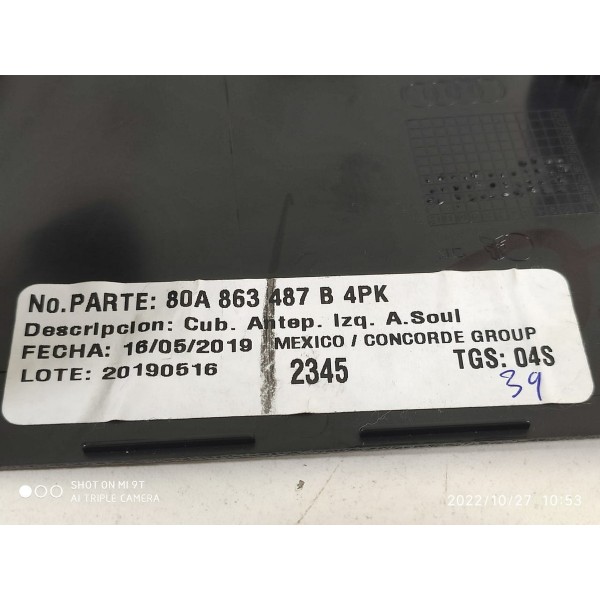 No.PARTE: 80A 863 487 B 4PK
Descripcion: Cub. Antep. Izq. A.Soul
FECHA: 16/05/2019 MEXICO / CONCORDE GROUP
LOTE: 20190516 2345 TGS: 04S
39
SHOT ON MI 9T
AI TRIPLE CAMERA
2022/10/27 10:53